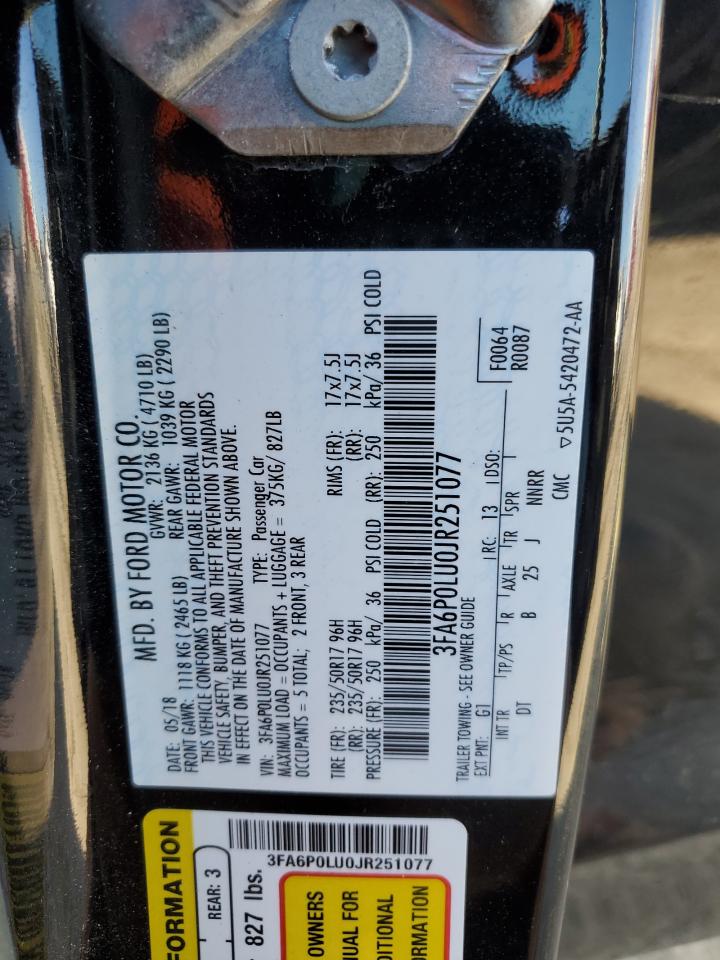 MFD. BY FORD MOTOR CO.
DATE: 05/18 GVWR: 2136 KG ( 4710 LB)
FRONT GAWR: 1118 KG ( 2465 LB) REAR GAWR: 1039 KG ( 2290 LB)
THIS VEHICLE CONFORMS TO ALL APPLICABLE FEDERAL MOTOR
VEHICLE SAFETY, BUMPER, AND THEFT PREVENTION STANDARDS
IN EFFECT ON THE DATE OF MANUFACTURE SHOWN ABOVE.
VIN: 3FA6P0LU0JR251077 TYPE: Passenger Car
MAXIMUM LOAD = OCCUPANTS + LUGGAGE = 375KG/ 827LB
OCCUPANTS = 5 TOTAL; 2 FRONT, 3 REAR
TIRE (FR): 235/50R17 96H RIMS (FR): 17x7.5J
(RR): 235/50R17 96H (RR): 17x7.5J
PRESSURE (FR): 250 kPa/ 36 PSI COLD (RR): 250 kPa/ 36 PSI COLD
3FA6P0LU0JR251077
TRAILER TOWING - SEE OWNER GUIDE F0064
EXT PNT: G1 RC: 13 DSO: R0087
INT TR TP/PS R AXLE TR SPR
DT B 25 J NNRR
CMC ▽5U5A-5420472-AA
FORMATION
REAR: 3
827 lbs.
3FA6P0LU0JR251077
OWNERS
UAL FOR
DITIONAL
RMATION